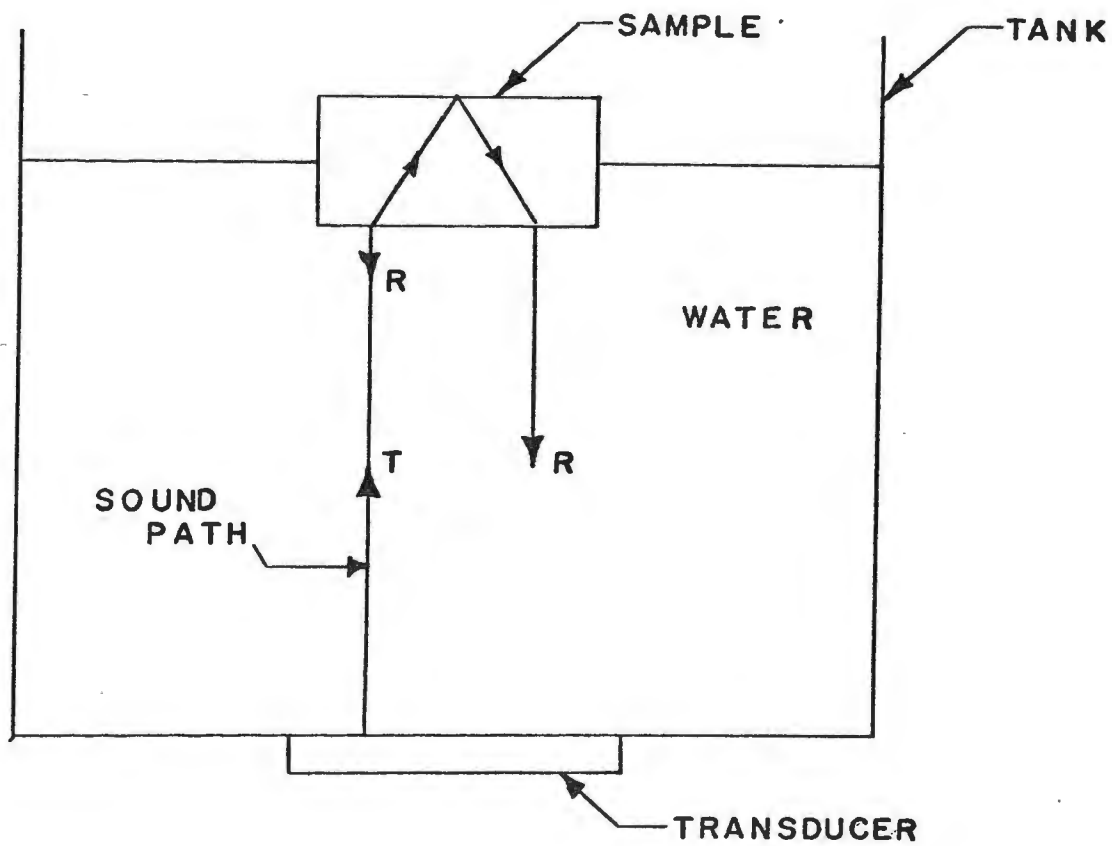 SAMPLE
TANK
R
WATER
T
R
SOUND
PATH
TRANSDUCER